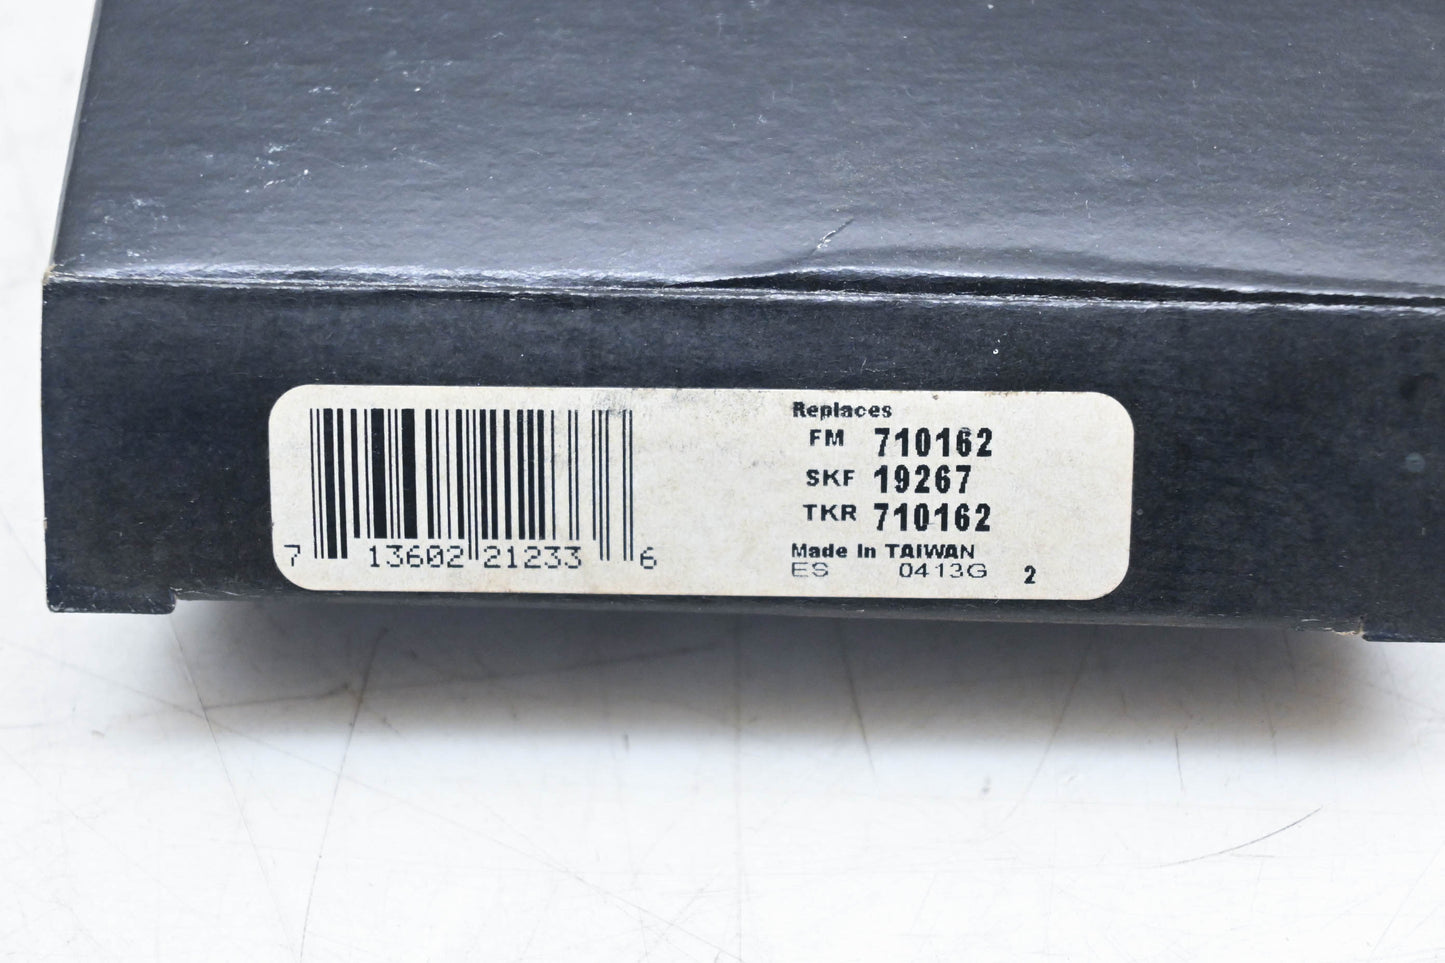 7 13602 21233 6
Replaces
FM 710162
SKF 19267
TKR 710162
Made In TAIWAN
ES 0413G 2